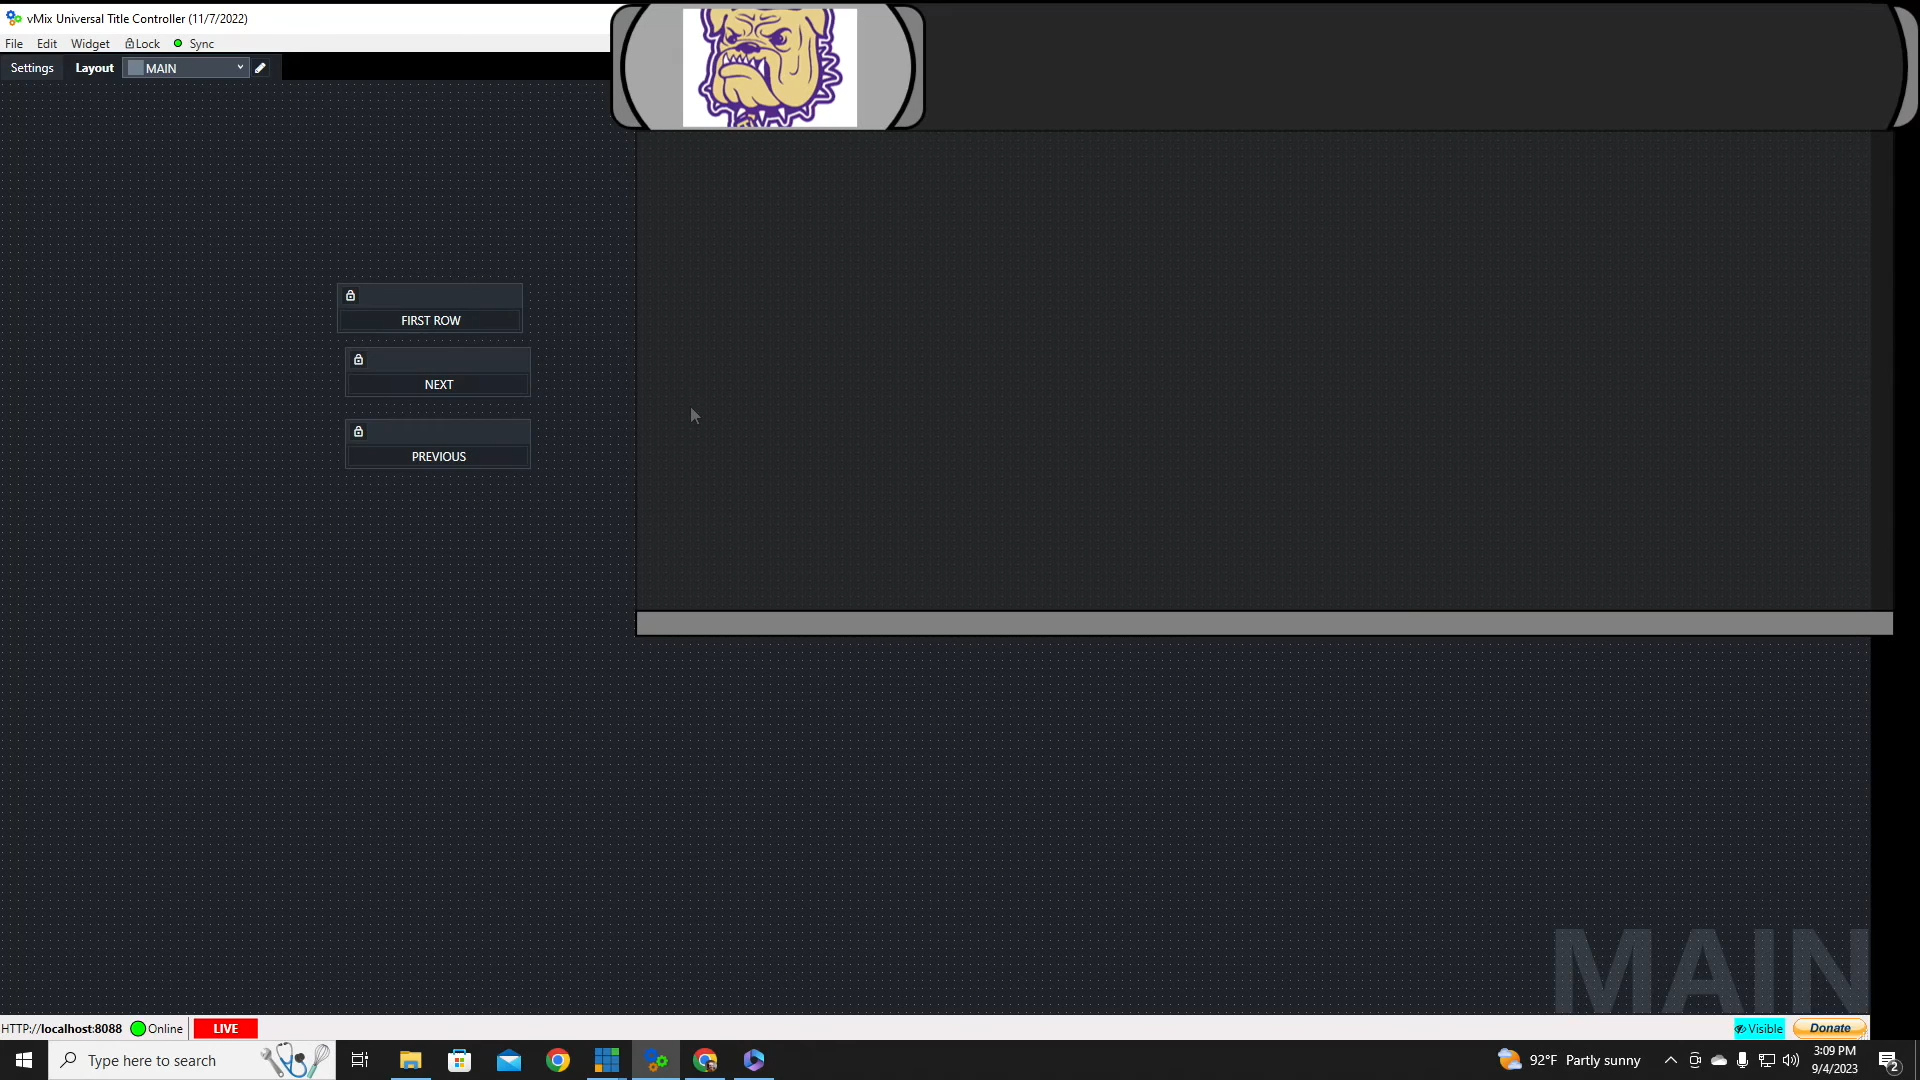 vMix Universal Title Controller (11/7/2022)
File Edit Widget Lock Sync
Settings Layout MAIN
FIRST ROW
NEXT
PREVIOUS
MAIN
HTTP://localhost:8088 Online LIVE Visible Donate
Type here to search
92°F Partly sunny
3:09 PM
9/4/2023
2